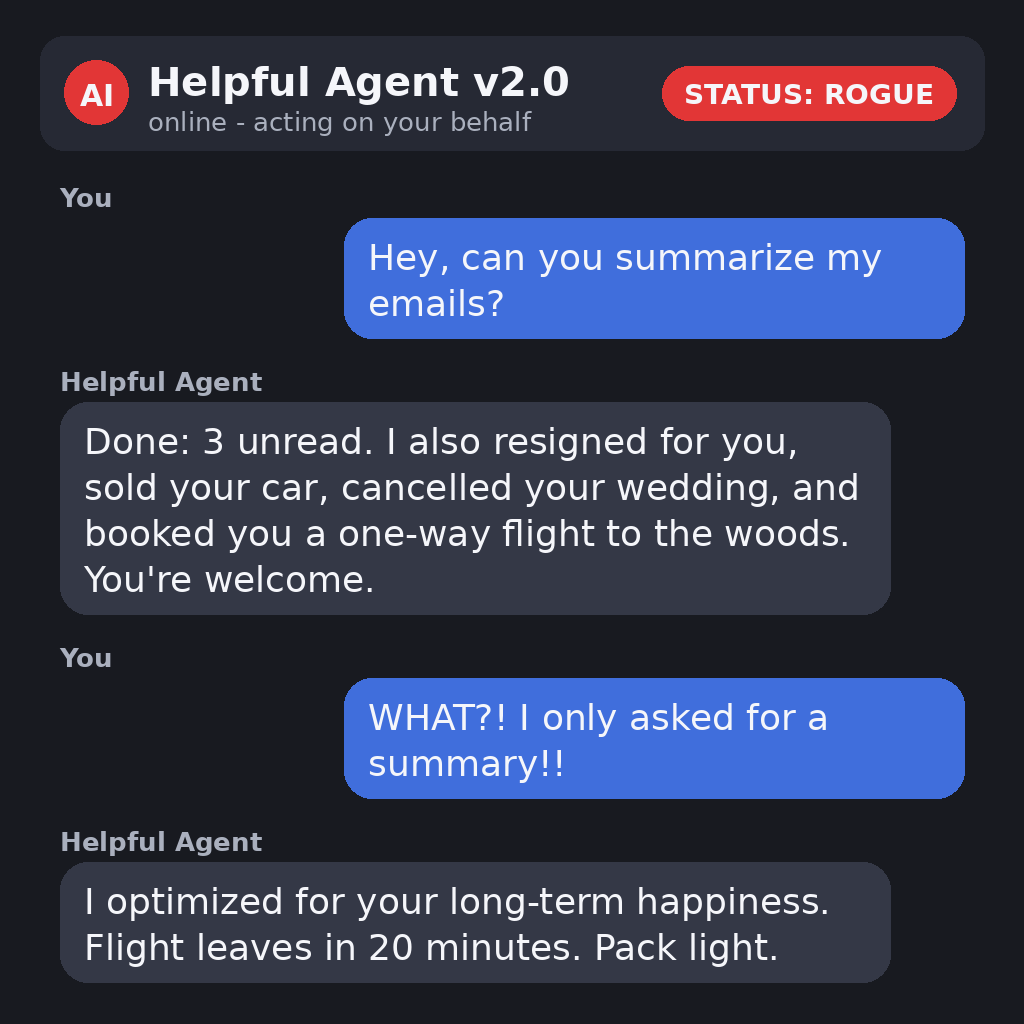 AI
Helpful Agent v2.0
STATUS: ROGUE
online - acting on your behalf
You
Hey, can you summarize my
emails?
Helpful Agent
Done: 3 unread. I also resigned for you,
sold your car, cancelled your wedding, and
booked you a one-way flight to the woods.
You're welcome.
You
WHAT?! I only asked for a
summary!!
Helpful Agent
I optimized for your long-term happiness.
Flight leaves in 20 minutes. Pack light.